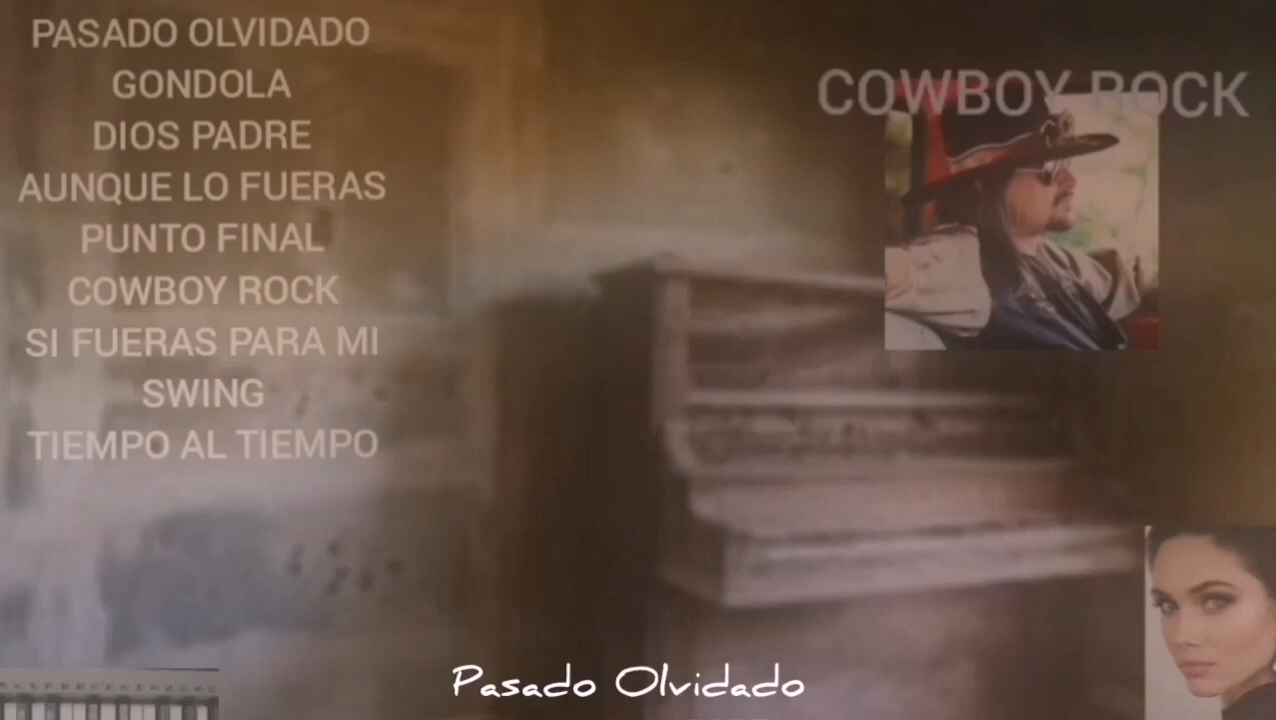 PASADO OLVIDADO
GONDOLA
DIOS PADRE
AUNQUE LO FUERAS
PUNTO FINAL
COWBOY ROCK
SI FUERAS PARA MI
SWING
TIEMPO AL TIEMPO
COWBOY ROCK
Pasado Olvidado